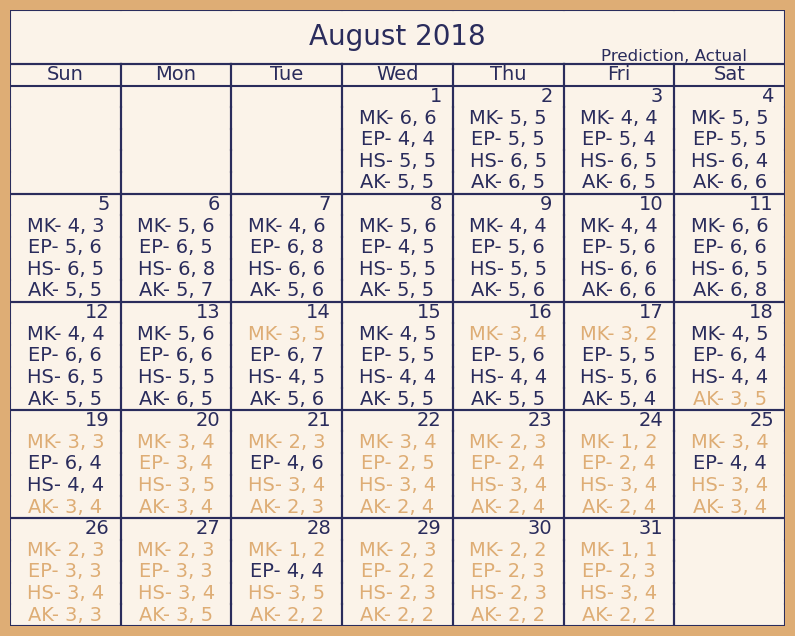 August 2018
Prediction, Actual
Sun Mon Tue Wed Thu Fri Sat
1 2 3 4
MK- 6, 6 MK- 5, 5 MK- 4, 4 MK- 5, 5
EP- 4, 4 EP- 5, 5 EP- 5, 4 EP- 5, 5
HS- 5, 5 HS- 6, 5 HS- 6, 5 HS- 6, 4
AK- 5, 5 AK- 6, 5 AK- 6, 5 AK- 6, 6
5 6 7 8 9 10 11
MK- 4, 3 MK- 5, 6 MK- 4, 6 MK- 5, 6 MK- 4, 4 MK- 4, 4 MK- 6, 6
EP- 5, 6 EP- 6, 5 EP- 6, 8 EP- 4, 5 EP- 5, 6 EP- 5, 6 EP- 6, 6
HS- 6, 5 HS- 6, 8 HS- 6, 6 HS- 5, 5 HS- 5, 5 HS- 6, 6 HS- 6, 5
AK- 5, 5 AK- 5, 7 AK- 5, 6 AK- 5, 5 AK- 5, 6 AK- 6, 6 AK- 6, 8
12 13 14 15 16 17 18
MK- 4, 4 MK- 5, 6 MK- 3, 5 MK- 4, 5 MK- 3, 4 MK- 3, 2 MK- 4, 5
EP- 6, 6 EP- 6, 6 EP- 6, 7 EP- 5, 5 EP- 5, 6 EP- 5, 5 EP- 6, 4
HS- 6, 5 HS- 5, 5 HS- 4, 5 HS- 4, 4 HS- 4, 4 HS- 5, 6 HS- 4, 4
AK- 5, 5 AK- 6, 5 AK- 5, 6 AK- 5, 5 AK- 5, 5 AK- 5, 4 AK- 3, 5
19 20 21 22 23 24 25
MK- 3, 3 MK- 3, 4 MK- 2, 3 MK- 3, 4 MK- 2, 3 MK- 1, 2 MK- 3, 4
EP- 6, 4 EP- 3, 4 EP- 4, 6 EP- 2, 5 EP- 2, 4 EP- 2, 4 EP- 4, 4
HS- 4, 4 HS- 3, 5 HS- 3, 4 HS- 3, 4 HS- 3, 4 HS- 3, 4 HS- 3, 4
AK- 3, 4 AK- 3, 4 AK- 2, 3 AK- 2, 4 AK- 2, 4 AK- 2, 4 AK- 3, 4
26 27 28 29 30 31
MK- 2, 3 MK- 2, 3 MK- 1, 2 MK- 2, 3 MK- 2, 2 MK- 1, 1
EP- 3, 3 EP- 3, 3 EP- 4, 4 EP- 2, 2 EP- 2, 3 EP- 2, 3
HS- 3, 4 HS- 3, 4 HS- 3, 5 HS- 2, 3 HS- 2, 3 HS- 3, 4
AK- 3, 3 AK- 3, 5 AK- 2, 2 AK- 2, 2 AK- 2, 2 AK- 2, 2